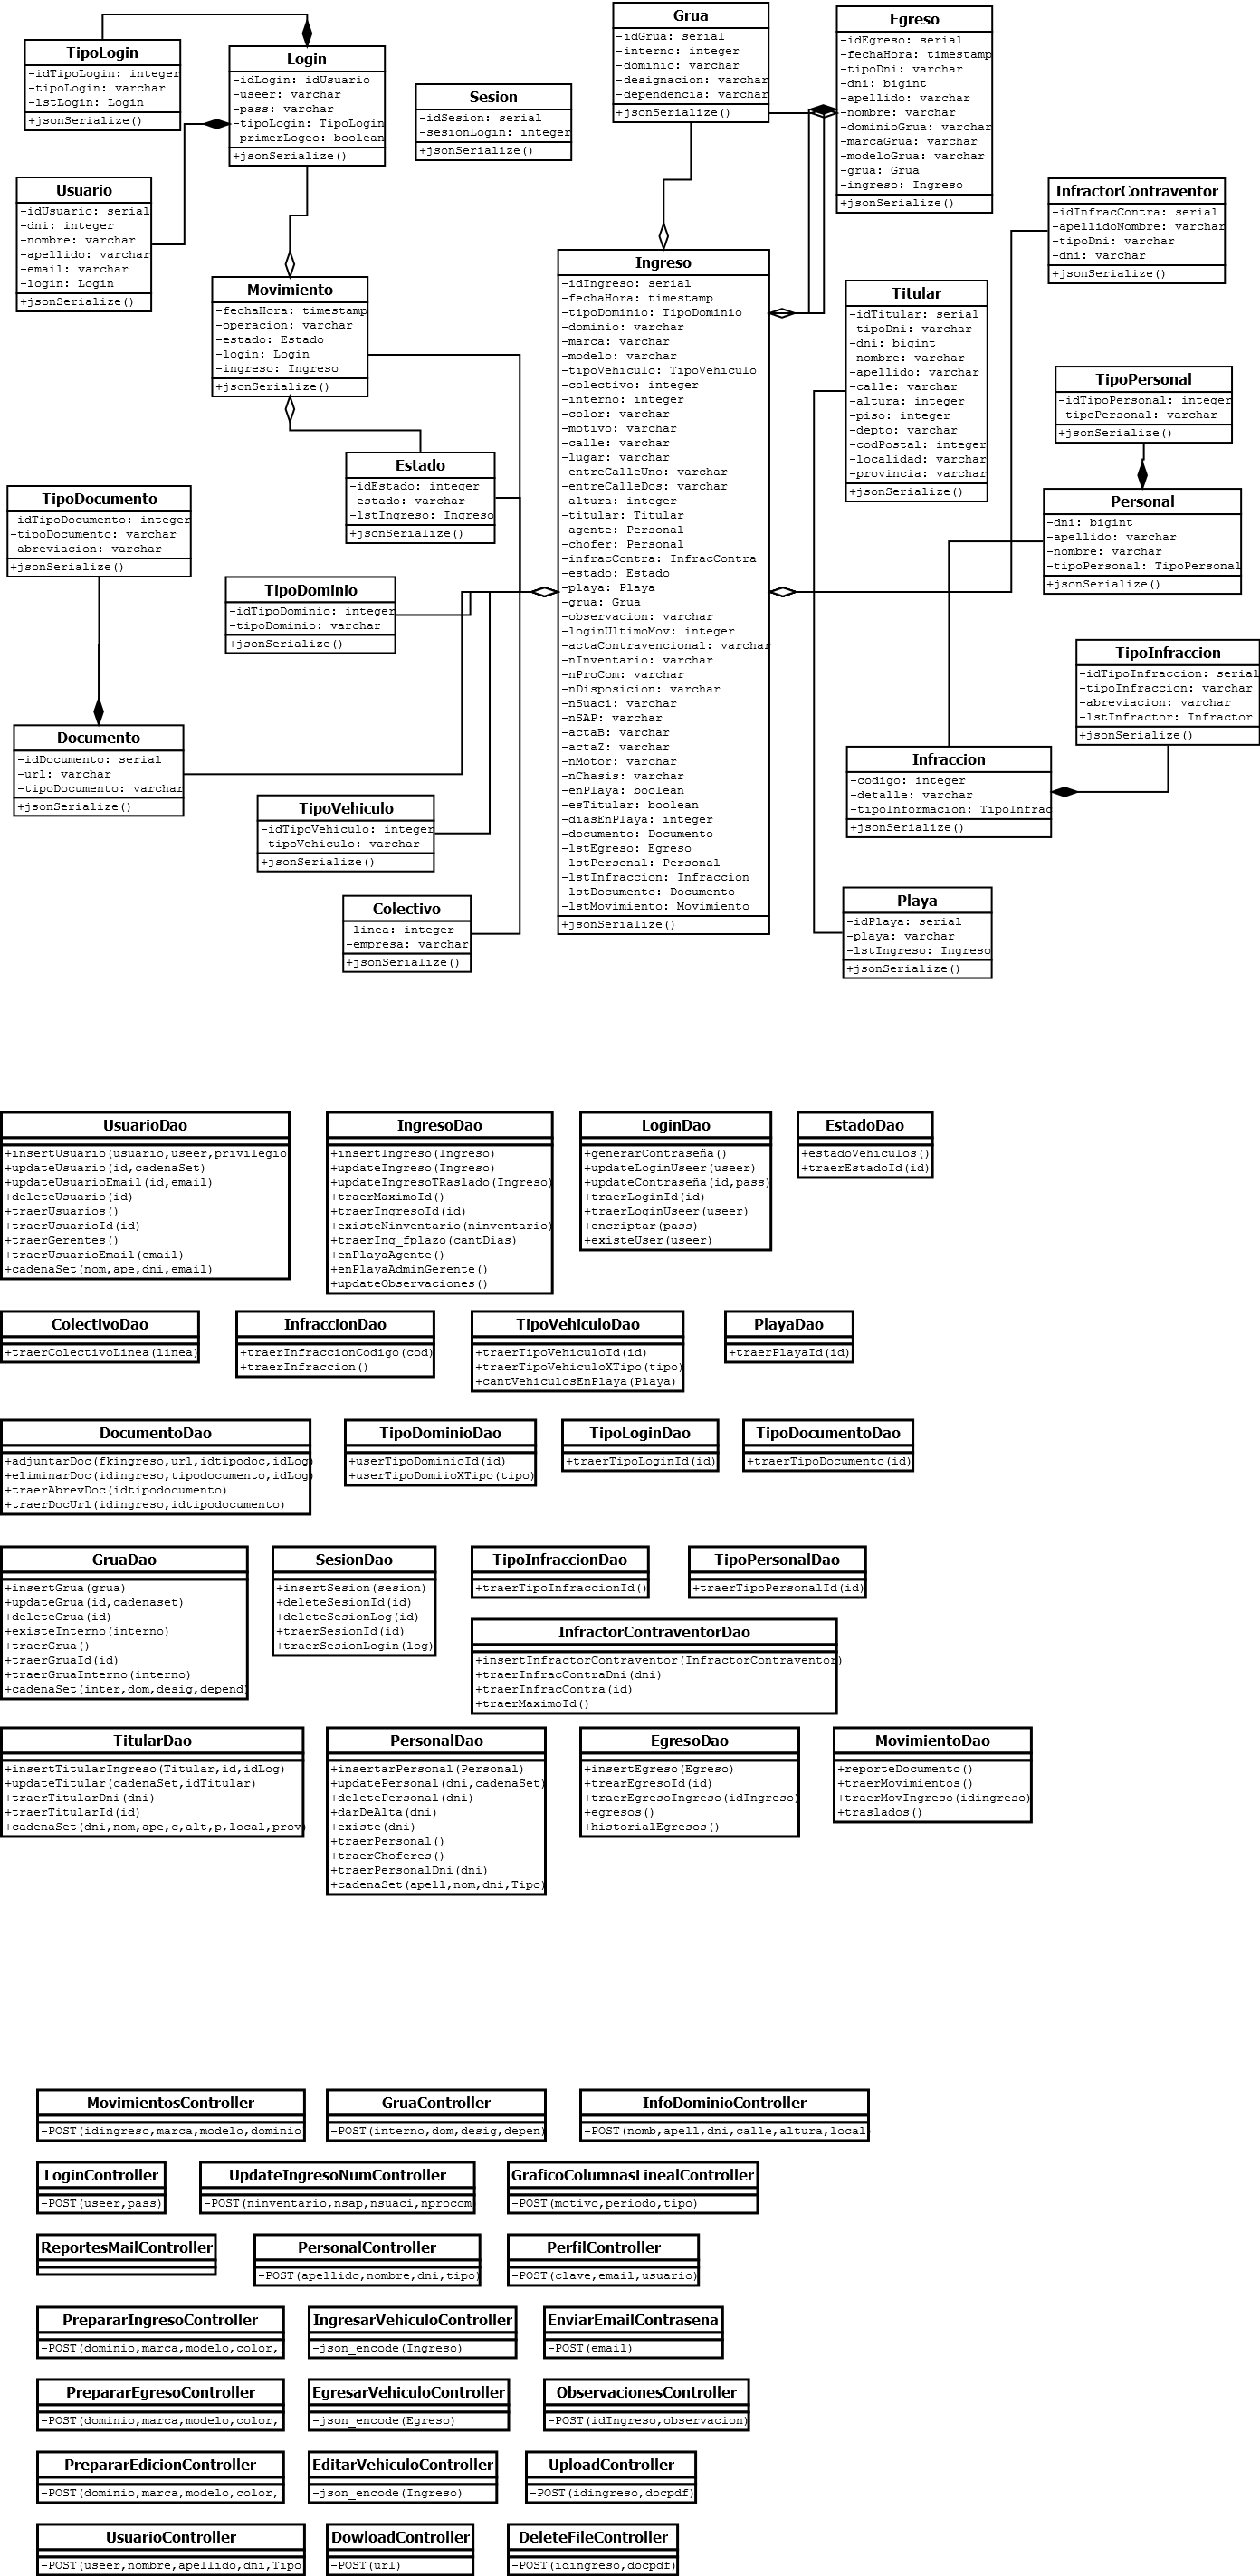 TipoLogin
-idTipoLogin: integer
-tipoLogin: varchar
-lstLogin: Login
+jsonSerialize()
Login
-idLogin: idUsuario
-useer: varchar
-pass: varchar
-tipoLogin: TipoLogin
-primerLogeo: boolean
+jsonSerialize()
Sesion
-idSesion: serial
-sesionLogin: integer
+jsonSerialize()
Grua
-idGrua: serial
-interno: integer
-dominio: varchar
-designacion: varchar
-dependencia: varchar
+jsonSerialize()
Egreso
-idEgreso: serial
-fechaHora: timestamp
-tipoDni: varchar
-dni: bigint
-apellido: varchar
-nombre: varchar
-dominioGrua: varchar
-marcaGrua: varchar
-modeloGrua: varchar
-grua: Grua
-ingreso: Ingreso
+jsonSerialize()
Usuario
-idUsuario: serial
-dni: integer
-nombre: varchar
-apellido: varchar
-email: varchar
-login: Login
+jsonSerialize()
InfractorContraventor
-idInfracContra: serial
-apellidoNombre: varchar
-tipoDni: varchar
-dni: varchar
+jsonSerialize()
Movimiento
-fechaHora: timestamp
-operacion: varchar
-estado: Estado
-login: Login
-ingreso: Ingreso
+jsonSerialize()
Ingreso
-idIngreso: serial
-fechaHora: timestamp
-tipoDominio: TipoDominio
-dominio: varchar
-marca: varchar
-modelo: varchar
-tipoVehiculo: TipoVehiculo
-colectivo: integer
-interno: integer
-color: varchar
-motivo: varchar
-calle: varchar
-lugar: varchar
-entreCalleUno: varchar
-entreCalleDos: varchar
-altura: integer
-titular: Titular
-agente: Personal
-chofer: Personal
-infracContra: InfracContra
-estado: Estado
-playa: Playa
-grua: Grua
-observacion: varchar
-loginUltimoMov: integer
-actaContravencional: varchar
-nInventario: varchar
-nProCom: varchar
-nDisposicion: varchar
-nSuaci: varchar
-nSAP: varchar
-actaB: varchar
-actaZ: varchar
-nMotor: varchar
-nChasis: varchar
-enPlaya: boolean
-esTitular: boolean
-diasEnPlaya: integer
-documento: Documento
-lstEgreso: Egreso
-lstPersonal: Personal
-lstInfraccion: Infraccion
-lstDocumento: Documento
-lstMovimiento: Movimiento
+jsonSerialize()
Titular
-idTitular: serial
-tipoDni: varchar
-dni: bigint
-nombre: varchar
-apellido: varchar
-calle: varchar
-altura: integer
-piso: integer
-depto: varchar
-codPostal: integer
-localidad: varchar
-provincia: varchar
+jsonSerialize()
TipoPersonal
-idTipoPersonal: integer
-tipoPersonal: varchar
+jsonSerialize()
Estado
-idEstado: integer
-estado: varchar
-lstIngreso: Ingreso
+jsonSerialize()
TipoDocumento
-idTipoDocumento: integer
-tipoDocumento: varchar
-abreviacion: varchar
+jsonSerialize()
Personal
-dni: bigint
-apellido: varchar
-nombre: varchar
-tipoPersonal: TipoPersonal
+jsonSerialize()
TipoDominio
-idTipoDominio: integer
-tipoDominio: varchar
+jsonSerialize()
TipoInfraccion
-idTipoInfraccion: serial
-tipoInfraccion: varchar
-abreviacion: varchar
-lstInfractor: Infractor
+jsonSerialize()
Documento
-idDocumento: serial
-url: varchar
-tipoDocumento: varchar
+jsonSerialize()
Infraccion
-codigo: integer
-detalle: varchar
-tipoInformacion: TipoInfrac
+jsonSerialize()
TipoVehiculo
-idTipoVehiculo: integer
-tipoVehiculo: varchar
+jsonSerialize()
Colectivo
-linea: integer
-empresa: varchar
+jsonSerialize()
Playa
-idPlaya: serial
-playa: varchar
-lstIngreso: Ingreso
+jsonSerialize()
UsuarioDao
+insertUsuario(usuario,useer,privilegio
+updateUsuario(id,cadenaSet)
+updateUsuarioEmail(id,email)
+deleteUsuario(id)
+traerUsuarios()
+traerUsuarioId(id)
+traerGerentes()
+traerUsuarioEmail(email)
+cadenaSet(nom,ape,dni,email)
IngresoDao
+insertIngreso(Ingreso)
+updateIngreso(Ingreso)
+updateIngresoTRaslado(Ingreso)
+traerMaximoId()
+traerIngresoId(id)
+existeNinventario(ninventario)
+traerIng_fplazo(cantDias)
+enPlayaAgente()
+enPlayaAdminGerente()
+updateObservaciones()
LoginDao
+generarContraseña()
+updateLoginUseer(useer)
+updateContraseña(id,pass)
+traerLoginId(id)
+traerLoginUseer(useer)
+encriptar(pass)
+existeUser(useer)
EstadoDao
+estadoVehiculos()
+traerEstadoId(id)
ColectivoDao
+traerColectivoLinea(linea)
InfraccionDao
+traerInfraccionCodigo(cod)
+traerInfraccion()
TipoVehiculoDao
+traerTipoVehiculoId(id)
+traerTipoVehiculoXTipo(tipo)
+cantVehiculosEnPlaya(Playa)
PlayaDao
+traerPlayaId(id)
DocumentoDao
+adjuntarDoc(fkingreso,url,idtipodoc,idLog)
+eliminarDoc(idingreso,tipodocumento,idLog)
+traerAbrevDoc(idtipodocumento)
+traerDocUrl(idingreso,idtipodocumento)
TipoDominioDao
+userTipoDominioId(id)
+userTipoDomiioXTipo(tipo)
TipoLoginDao
+traerTipoLoginId(id)
TipoDocumentoDao
+traerTipoDocumento(id)
GruaDao
+insertGrua(grua)
+updateGrua(id,cadenaset)
+deleteGrua(id)
+existeInterno(interno)
+traerGrua()
+traerGruaId(id)
+traerGruaInterno(interno)
+cadenaSet(inter,dom,desig,depend)
SesionDao
+insertSesion(sesion)
+deleteSesionId(id)
+deleteSesionLog(id)
+traerSesionId(id)
+traerSesionLogin(log)
TipoInfraccionDao
+traerTipoInfraccionId()
TipoPersonalDao
+traerTipoPersonalId(id)
InfractorContraventorDao
+insertInfractorContraventor(InfractorContraventor)
+traerInfracContraDni(dni)
+traerInfracContra(id)
+traerMaximoId()
TitularDao
+insertTitularIngreso(Titular,id,idLog)
+updateTitular(cadenaSet,idTitular)
+traerTitularDni(dni)
+traerTitularId(id)
+cadenaSet(dni,nom,ape,c,alt,p,local,prov)
PersonalDao
+insertarPersonal(Personal)
+updatePersonal(dni,cadenaSet)
+deletePersonal(dni)
+darDeAlta(dni)
+existe(dni)
+traerPersonal()
+traerChoferes()
+traerPersonalDni(dni)
+cadenaSet(apell,nom,dni,Tipo)
EgresoDao
+insertEgreso(Egreso)
+trearEgresoId(id)
+traerEgresoIngreso(idIngreso)
+egresos()
+historialEgresos()
MovimientoDao
+reporteDocumento()
+traerMovimientos()
+traerMovIngreso(idingreso)
+traslados()
MovimientosController
-POST(idingreso,marca,modelo,dominio
GruaController
-POST(interno,dom,desig,depen)
InfoDominioController
-POST(nomb,apell,dni,calle,altura,local
LoginController
-POST(useer,pass)
UpdateIngresoNumController
-POST(ninventario,nsap,nsuaci,nprocom)
GraficoColumnasLinealController
-POST(motivo,periodo,tipo)
ReportesMailController
PersonalController
-POST(apellido,nombre,dni,tipo)
PerfilController
-POST(clave,email,usuario)
PrepararIngresoController
-POST(dominio,marca,modelo,color,
IngresarVehiculoController
-json_encode(Ingreso)
EnviarEmailContrasena
-POST(email)
PrepararEgresoController
-POST(dominio,marca,modelo,color,
EgresarVehiculoController
-json_encode(Egreso)
ObservacionesController
-POST(idIngreso,observacion)
PrepararEdicionController
-POST(dominio,marca,modelo,color,
EditarVehiculoController
-json_encode(Ingreso)
UploadController
-POST(idingreso,docpdf)
UsuarioController
-POST(useer,nombre,apellido,dni,Tipo
DowloadController
-POST(url)
DeleteFileController
-POST(idingreso,docpdf)